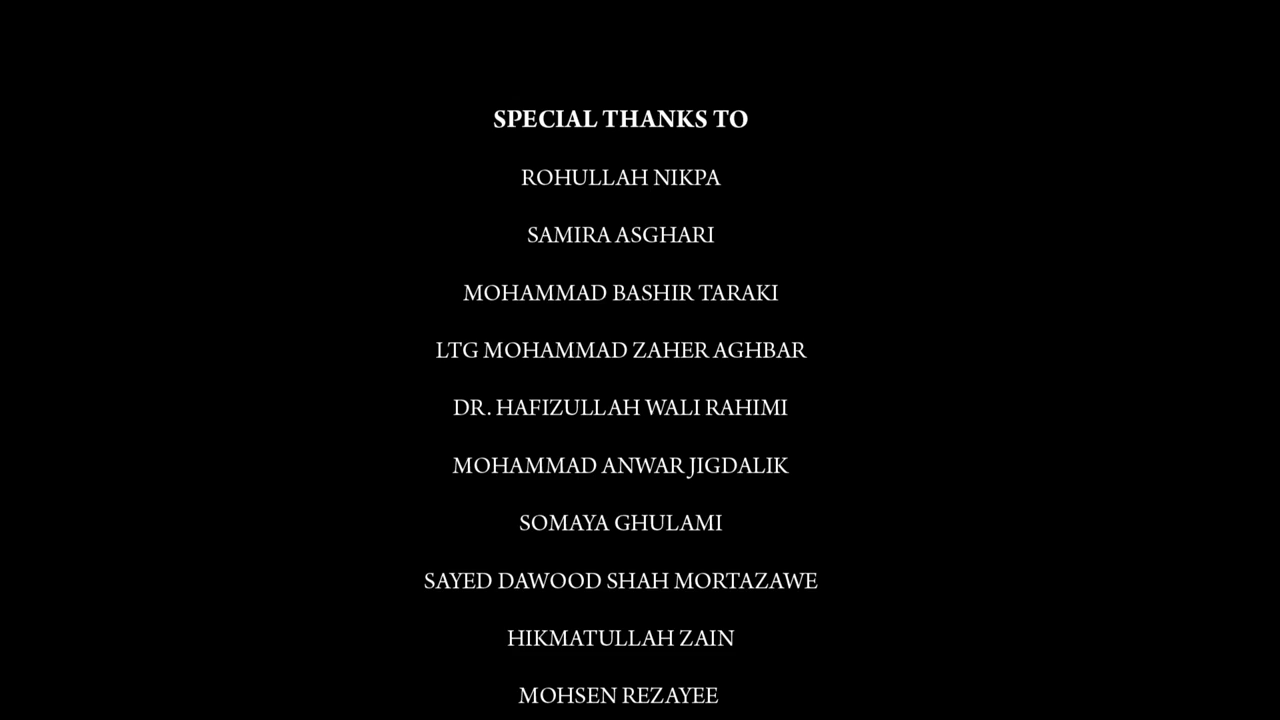 SPECIAL THANKS TO
ROHULLAH NIKPA
SAMIRA ASGHARI
MOHAMMAD BASHIR TARAKI
LTG MOHAMMAD ZAHER AGHBAR
DR. HAFIZULLAH WALI RAHIMI
MOHAMMAD ANWAR JIGDALIK
SOMAYA GHULAMI
SAYED DAWOOD SHAH MORTAZAWE
HIKMATULLAH ZAIN
MOHSEN REZAYEE